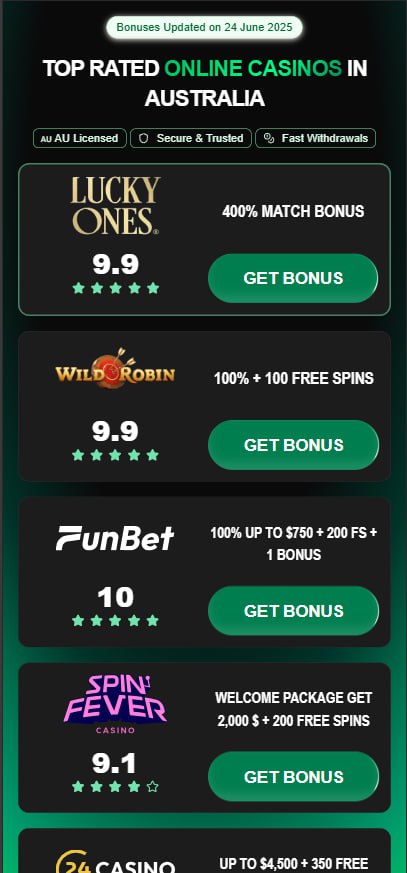 Bonuses Updated on 24 June 2025
TOP RATED ONLINE CASINOS IN
AUSTRALIA
AU AU Licensed Secure & Trusted Fast Withdrawals
LUCKY
ONES®
400% MATCH BONUS
9.9
GET BONUS
WILD ROBIN
100% + 100 FREE SPINS
9.9
GET BONUS
FunBet
100% UP TO $750 + 200 FS +
1 BONUS
10
GET BONUS
SPIN
FEVER
CASINO
WELCOME PACKAGE GET
2,000 $ + 200 FREE SPINS
9.1
GET BONUS
24 CASINO
UP TO $4,500 + 350 FREE